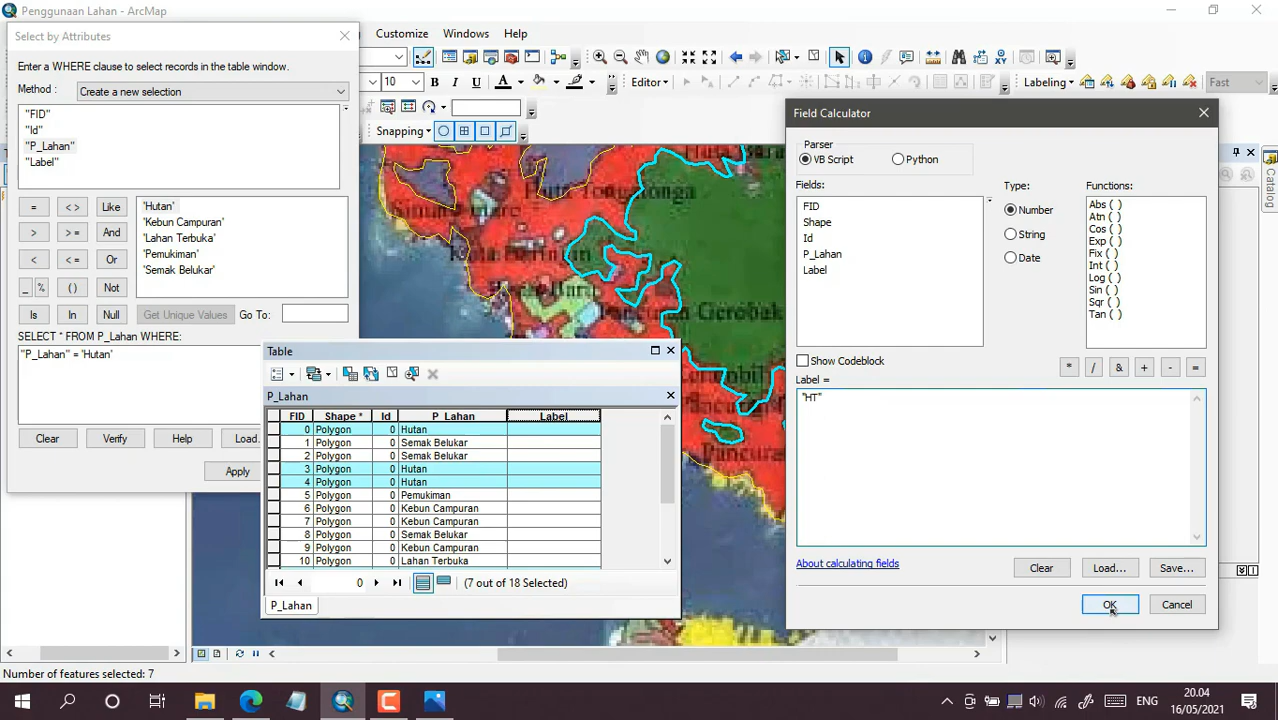 Penggunaan Lahan - ArcMap
Select by Attributes
Customize Windows Help
Enter a WHERE clause to select records in the table window.
Method : Create a new selection
10 B I U A A
Editor Labeling Fast
"FID"
"Id"
"P_Lahan"
"Label"
Snapping
= < > Like
> > = And
< < = Or
_ % ( ) Not
Is In Null
'Hutan'
'Kebun Campuran'
'Lahan Terbuka'
'Pemukiman'
'Semak Belukar'
Get Unique Values Go To:
SELECT * FROM P_Lahan WHERE:
"P_Lahan" = 'Hutan'
Clear Verify Help Load...
Apply
Table
P_Lahan
FID Shape * Id P_Lahan Label
0 Polygon 0 Hutan
1 Polygon 0 Semak Belukar
2 Polygon 0 Semak Belukar
3 Polygon 0 Hutan
4 Polygon 0 Hutan
5 Polygon 0 Pemukiman
6 Polygon 0 Kebun Campuran
7 Polygon 0 Kebun Campuran
8 Polygon 0 Semak Belukar
9 Polygon 0 Kebun Campuran
10 Polygon 0 Lahan Terbuka
0 (7 out of 18 Selected)
P_Lahan
Field Calculator
Parser
VB Script Python
Fields: Type: Functions:
FID
Shape
Id
P_Lahan
Label
Number
String
Date
Abs ( )
Atn ( )
Cos ( )
Exp ( )
Fix ( )
Int ( )
Log ( )
Sin ( )
Sqr ( )
Tan ( )
Show Codeblock
* / & + - =
Label =
"HT"
About calculating fields Clear Load... Save...
OK Cancel
Catalog
Pancuran Gerobak
Number of features selected: 7
ENG
20.04
16/05/2021